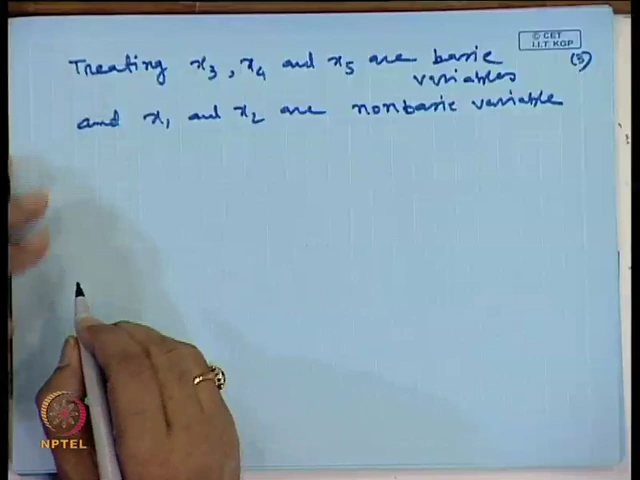 © CET
I.I.T. KGP
Treating x3, x4 and x5 are basic
variables
(5)
and x1 and x2 are nonbasic variable
NPTEL